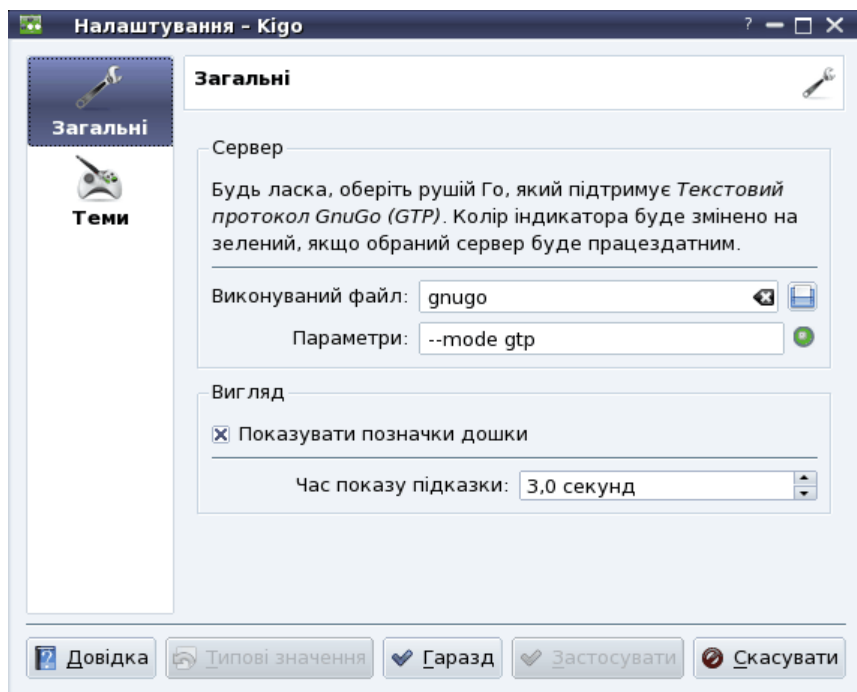 Налаштування – Kigo
?
Загальні
Теми
Загальні
Сервер
Будь ласка, оберіть рушій Го, який підтримує Текстовий
протокол GnuGo (GTP). Колір індикатора буде змінено на
зелений, якщо обраний сервер буде працездатним.
Виконуваний файл: gnugo
Параметри: --mode gtp
Вигляд
Показувати позначки дошки
Час показу підказки: 3,0 секунд
Довідка Типові значення Гаразд Застосувати Скасувати